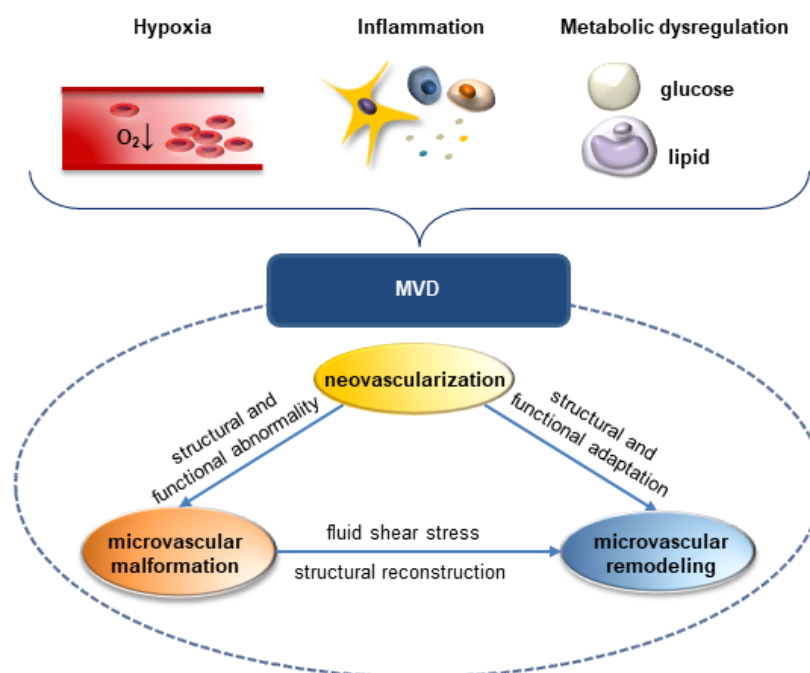 Hypoxia
Inflammation
Metabolic dysregulation
O₂↓
glucose
lipid
MVD
neovascularization
structural and
functional abnormality
structural and
functional adaptation
microvascular
malformation
fluid shear stress
structural reconstruction
microvascular
remodeling